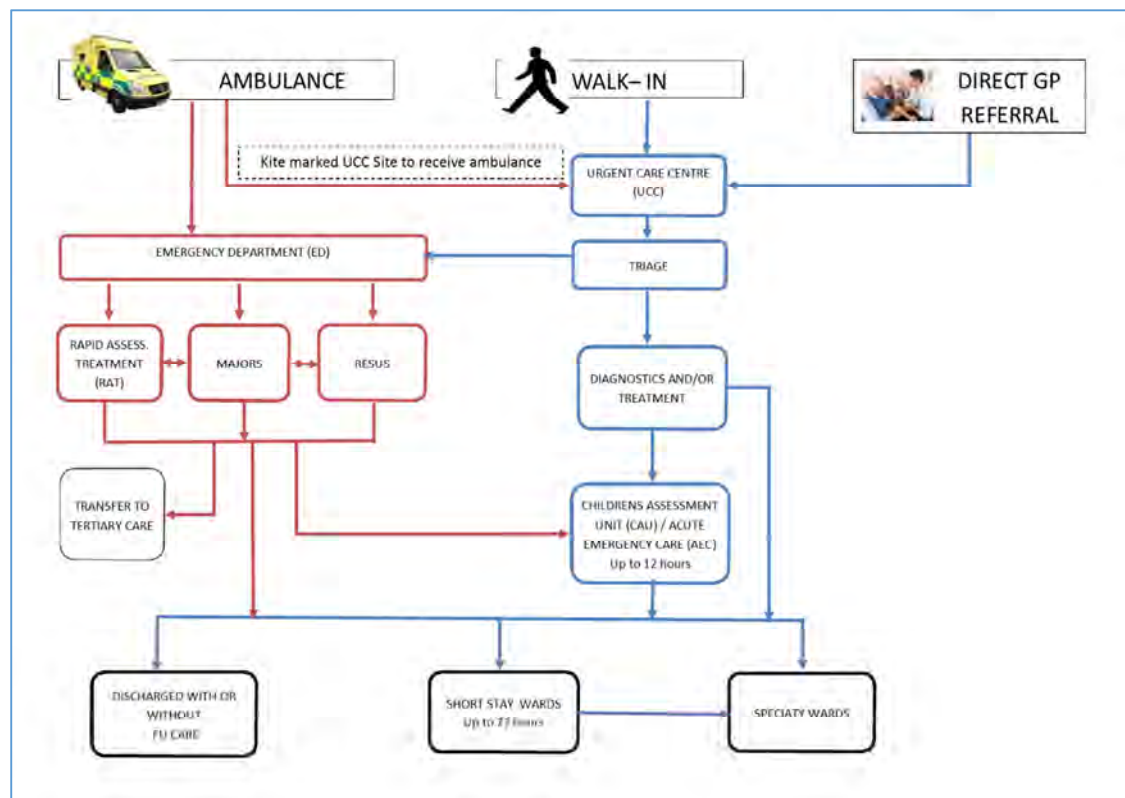 AMBULANCE
WALK– IN
DIRECT GP
REFERRAL
Kite marked UCC Site to receive ambulance
URGENT CARE CENTRE
(UCC)
EMERGENCY DEPARTMENT (ED)
TRIAGE
RAPID ASSESS.
TREATMENT
(RAT)
MAJORS
RESUS
DIAGNOSTICS AND/OR
TREATMENT
TRANSFER TO
TERTIARY CARE
CHILDRENS ASSESSMENT
UNIT (CAU) / ACUTE
EMERGENCY CARE (AEC)
Up to 12 hours
DISCHARGED WITH OR
WITHOUT
FU CARE
SHORT STAY WARDS
Up to hours
SPECIALTY WARDS